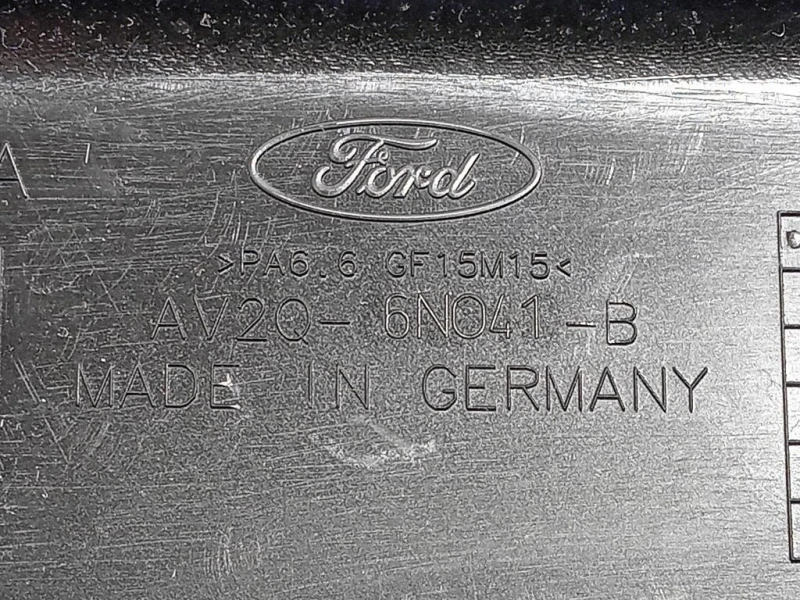 Ford
>PA6.6 GF15M15<
AV2Q- 6N041-B
MADE IN GERMANY
A